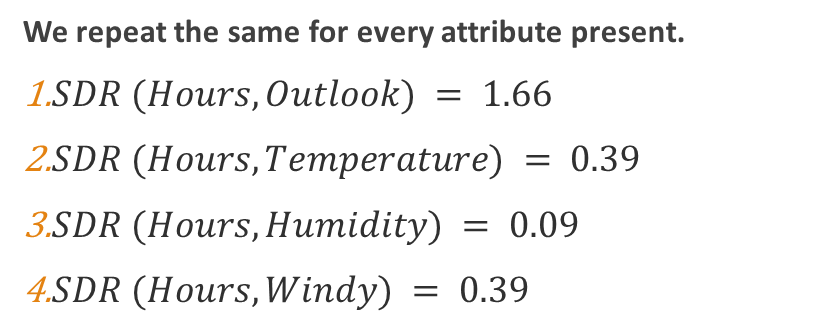 We repeat the same for every attribute present.
1.SDR (Hours, Outlook) = 1.66
2.SDR (Hours, Temperature) = 0.39
3.SDR (Hours, Humidity) = 0.09
4.SDR (Hours, Windy) = 0.39